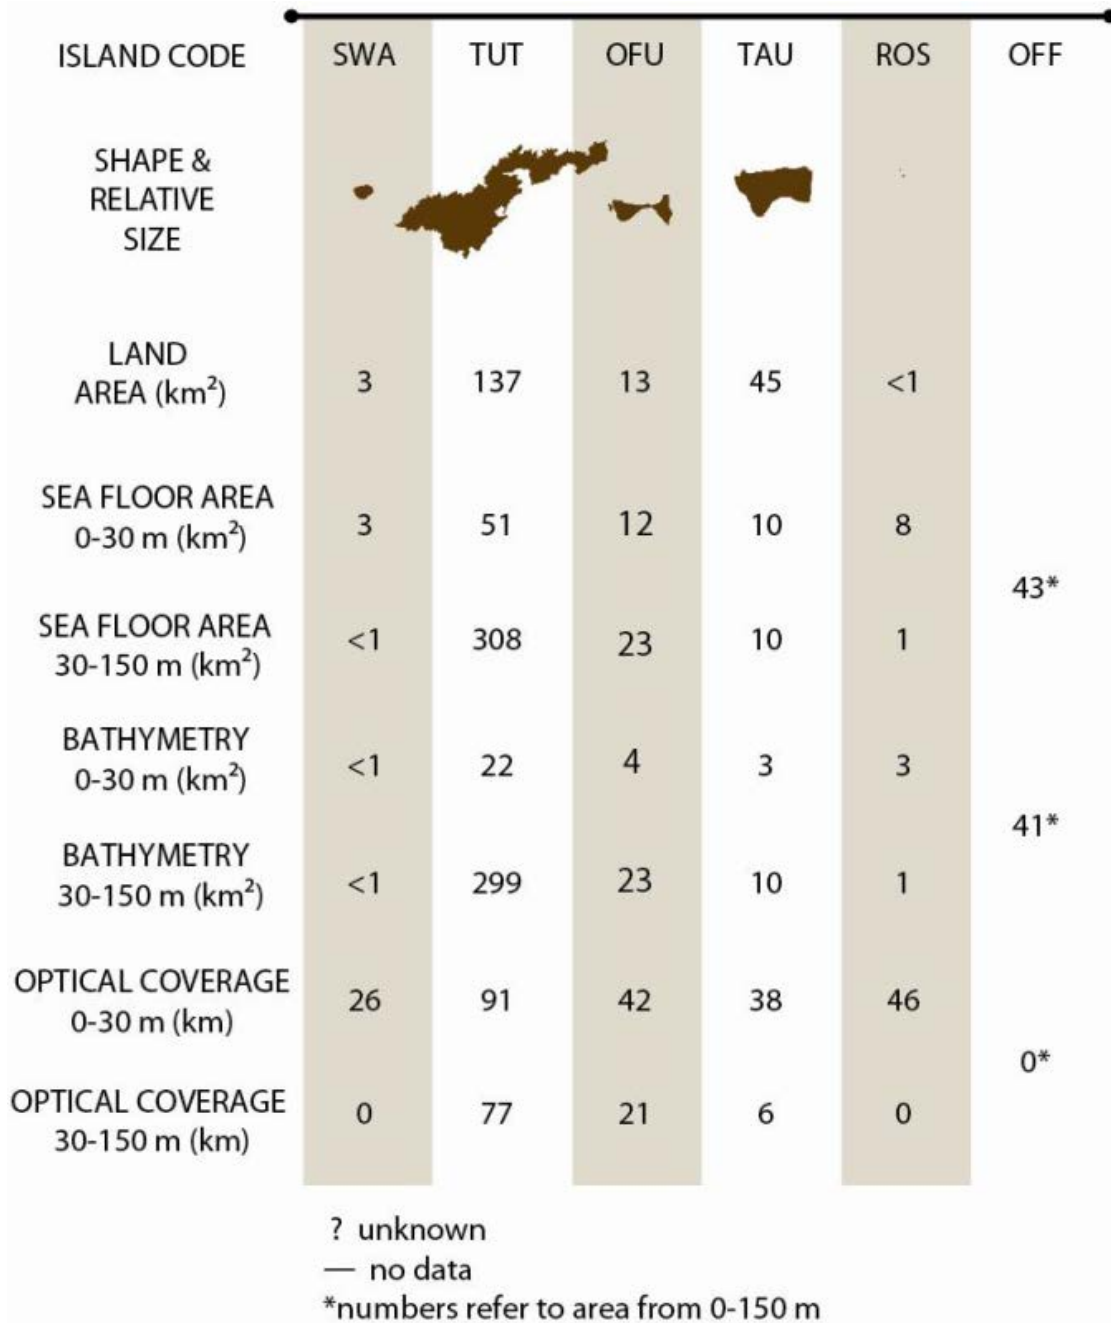 ISLAND CODE SWA TUT OFU TAU ROS OFF
SHAPE &
RELATIVE
SIZE
LAND
AREA (km²) 3 137 13 45 <1
SEA FLOOR AREA
0-30 m (km²) 3 51 12 10 8
43*
SEA FLOOR AREA
30-150 m (km²) <1 308 23 10 1
BATHYMETRY
0-30 m (km²) <1 22 4 3 3
41*
BATHYMETRY
30-150 m (km²) <1 299 23 10 1
OPTICAL COVERAGE
0-30 m (km) 26 91 42 38 46
0*
OPTICAL COVERAGE
30-150 m (km) 0 77 21 6 0
? unknown
— no data
*numbers refer to area from 0-150 m